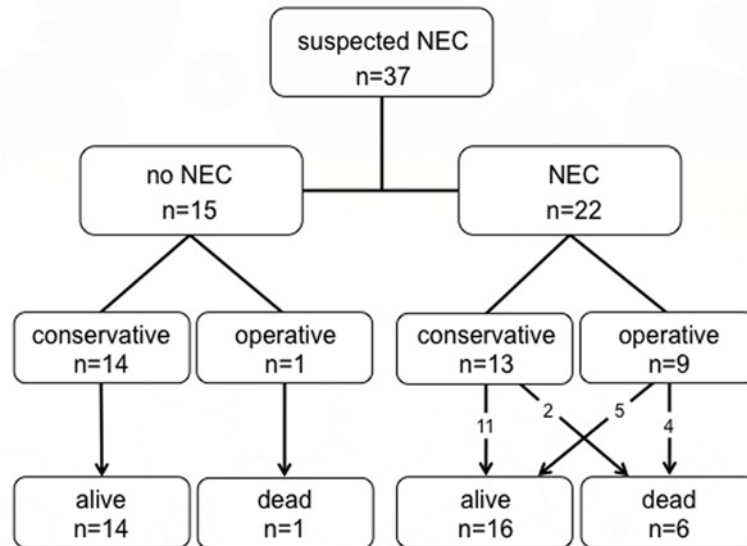 suspected NEC
n=37
no NEC
n=15
NEC
n=22
conservative
n=14
operative
n=1
conservative
n=13
operative
n=9
11
2
5
4
alive
n=14
dead
n=1
alive
n=16
dead
n=6